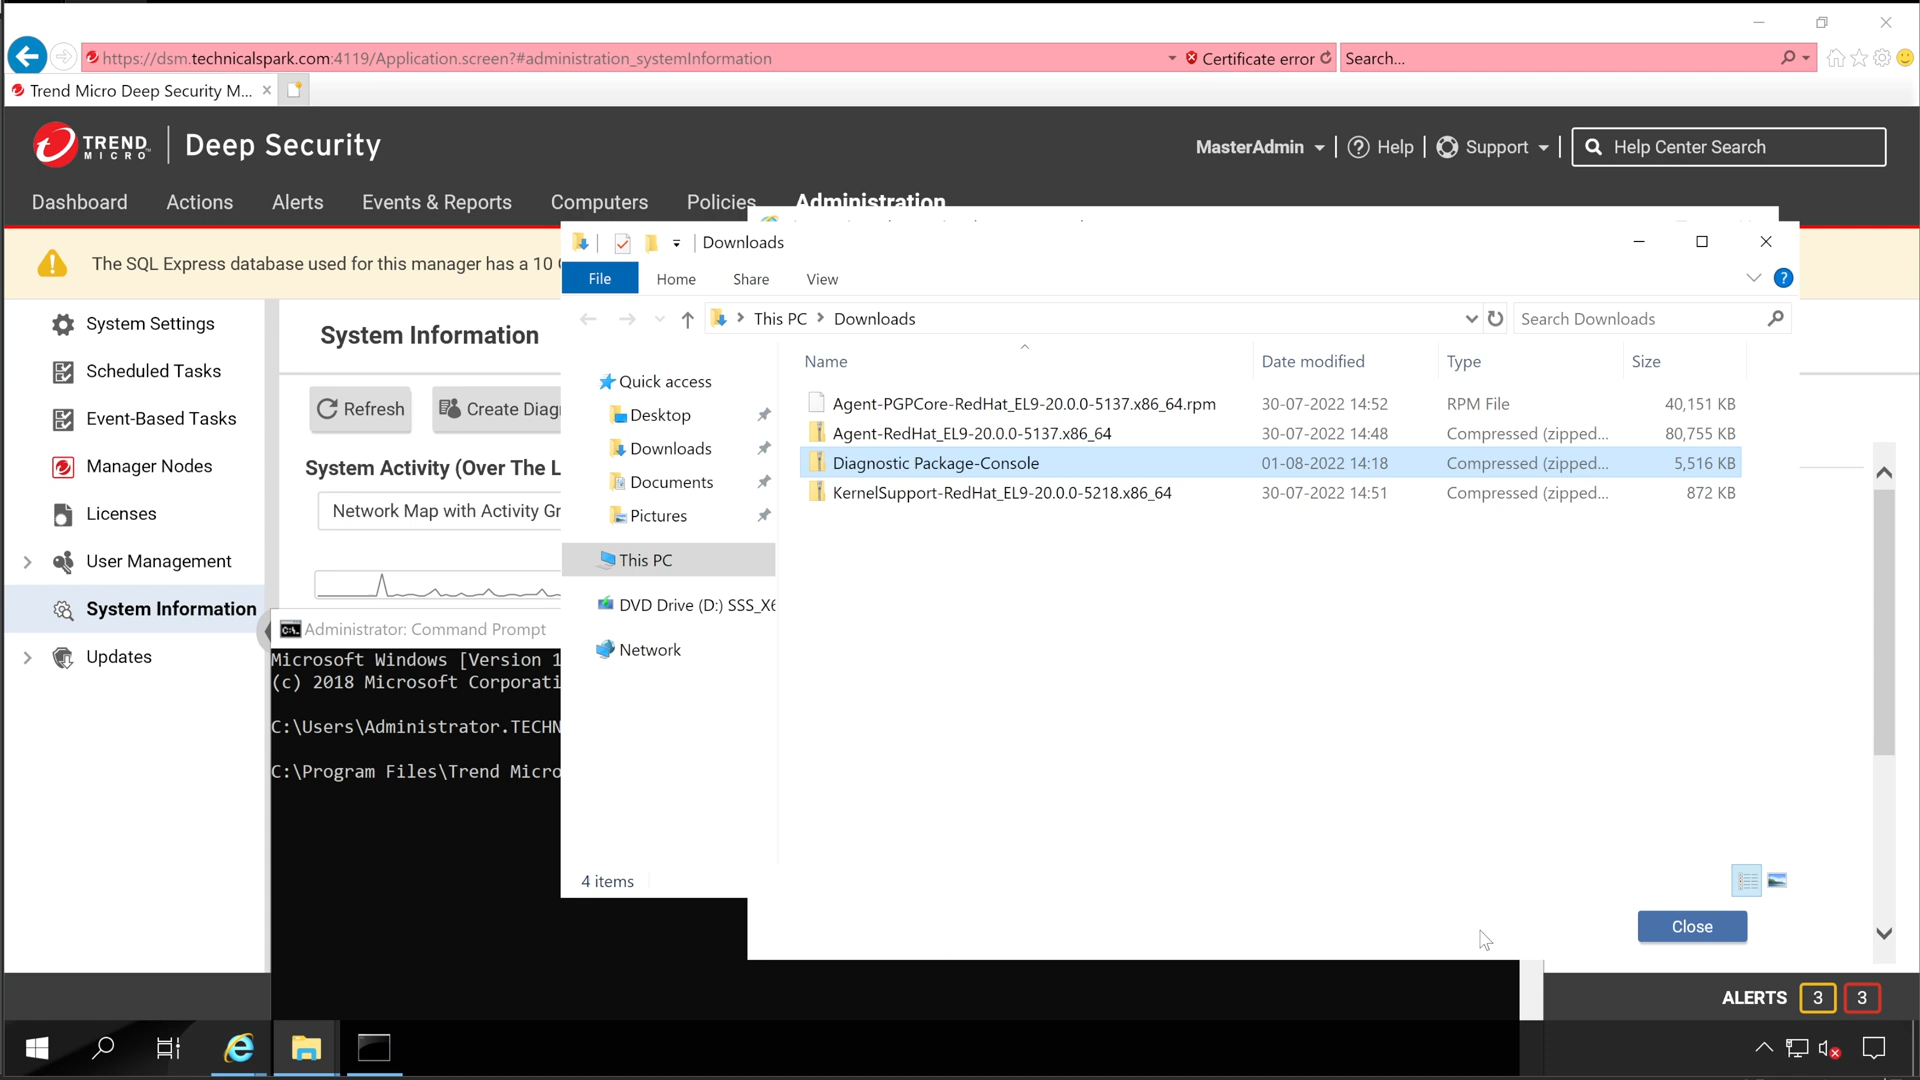 https://dsm.technicalspark.com:4119/Application.screen?#administration_systemInformation
Certificate error
Search...
Trend Micro Deep Security M...
TREND MICRO
Deep Security
MasterAdmin
Help
Support
Help Center Search
Dashboard
Actions
Alerts
Events & Reports
Computers
Policies
Administration
The SQL Express database used for this manager has a 10
System Settings
Scheduled Tasks
Event-Based Tasks
Manager Nodes
Licenses
User Management
System Information
Updates
System Information
Refresh
Create Diag
System Activity (Over The L
Network Map with Activity Gr
Administrator: Command Prompt
Microsoft Windows [Version 1
(c) 2018 Microsoft Corporati
C:\Users\Administrator.TECHN
C:\Program Files\Trend Micro
Downloads
File
Home
Share
View
This PC
Downloads
Search Downloads
Quick access
Desktop
Downloads
Documents
Pictures
This PC
DVD Drive (D:) SSS_X6
Network
Name
Date modified
Type
Size
Agent-PGPCore-RedHat_EL9-20.0.0-5137.x86_64.rpm 30-07-2022 14:52 RPM File 40,151 KB
Agent-RedHat_EL9-20.0.0-5137.x86_64 30-07-2022 14:48 Compressed (zipped... 80,755 KB
Diagnostic Package-Console 01-08-2022 14:18 Compressed (zipped... 5,516 KB
KernelSupport-RedHat_EL9-20.0.0-5218.x86_64 30-07-2022 14:51 Compressed (zipped... 872 KB
4 items
Close
ALERTS 3 3